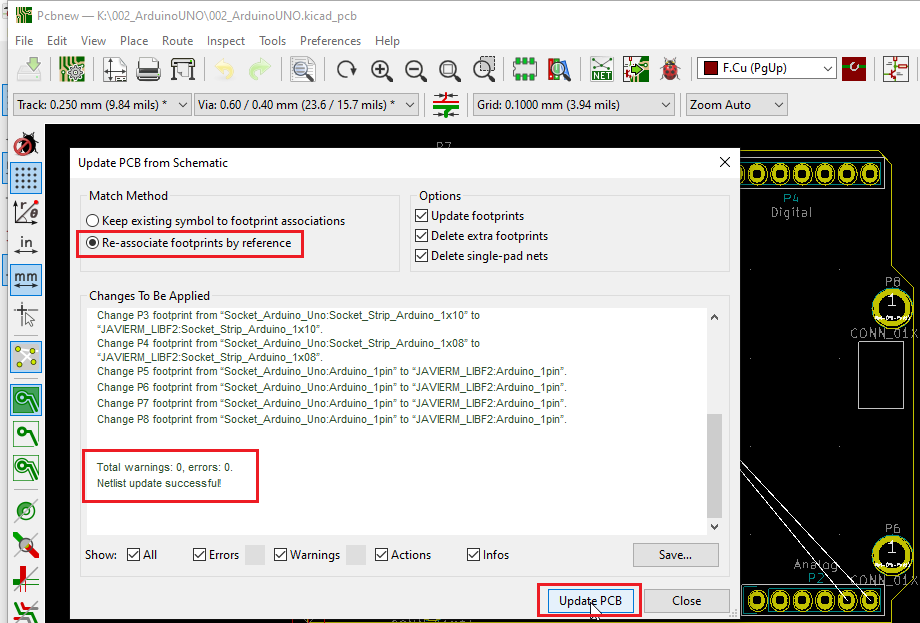 Pcbnew — K:\002_ArduinoUNO\002_ArduinoUNO.kicad_pcb
File Edit View Place Route Inspect Tools Preferences Help
NET
F.Cu (PgUp)
Track: 0.250 mm (9.84 mils) *
Via: 0.60 / 0.40 mm (23.6 / 15.7 mils) *
Grid: 0.1000 mm (3.94 mils)
Zoom Auto
in
mm
Update PCB from Schematic
Match Method
Keep existing symbol to footprint associations
Re-associate footprints by reference
Options
Update footprints
Delete extra footprints
Delete single-pad nets
Changes To Be Applied
Change P3 footprint from “Socket_Arduino_Uno:Socket_Strip_Arduino_1x10” to
“JAVIERM_LIBF2:Socket_Strip_Arduino_1x10”.
Change P4 footprint from “Socket_Arduino_Uno:Socket_Strip_Arduino_1x08” to
“JAVIERM_LIBF2:Socket_Strip_Arduino_1x08”.
Change P5 footprint from “Socket_Arduino_Uno:Arduino_1pin” to “JAVIERM_LIBF2:Arduino_1pin”.
Change P6 footprint from “Socket_Arduino_Uno:Arduino_1pin” to “JAVIERM_LIBF2:Arduino_1pin”.
Change P7 footprint from “Socket_Arduino_Uno:Arduino_1pin” to “JAVIERM_LIBF2:Arduino_1pin”.
Change P8 footprint from “Socket_Arduino_Uno:Arduino_1pin” to “JAVIERM_LIBF2:Arduino_1pin”.
Total warnings: 0, errors: 0.
Netlist update successful!
Show: All Errors Warnings Actions Infos
Save...
Update PCB
Close
P4
Digital
P8
1
CONN_01X
P6
1
Analog
P2
CONN_01X